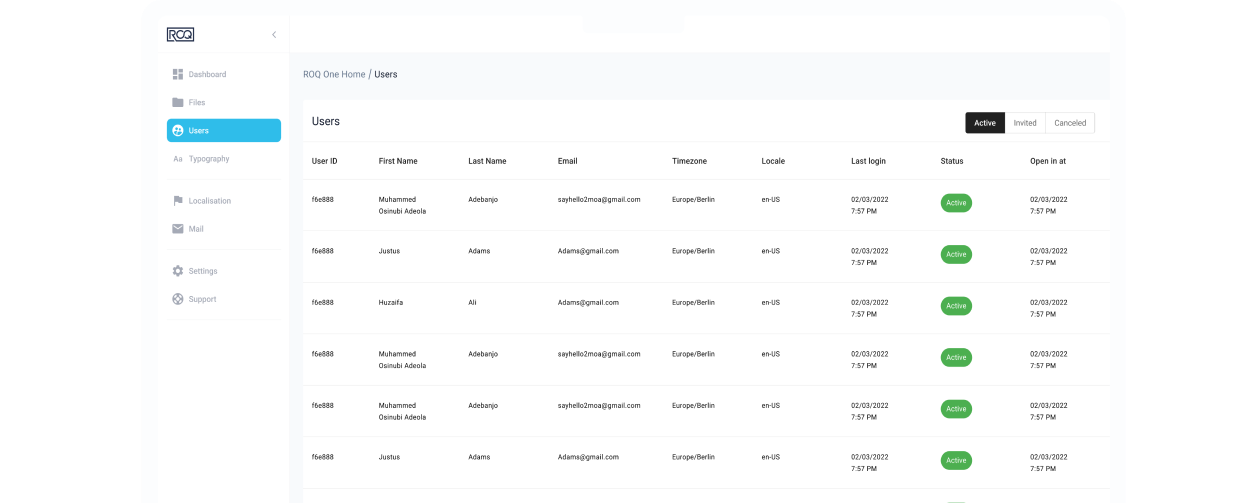 ROQ
Dashboard
Files
Users
Aa Typography
Localisation
Mail
Settings
Support
ROQ One Home / Users
Users
Active Invited Canceled
User ID First Name Last Name Email Timezone Locale Last login Status Open in at
f6e888 Muhammed Adebanjo sayhello2moa@gmail.com Europe/Berlin en-US 02/03/2022 Active 02/03/2022
Osinubi Adeola 7:57 PM 7:57 PM
f6e888 Justus Adams Adams@gmail.com Europe/Berlin en-US 02/03/2022 Active 02/03/2022
7:57 PM 7:57 PM
f6e888 Huzaifa Ali Adams@gmail.com Europe/Berlin en-US 02/03/2022 Active 02/03/2022
7:57 PM 7:57 PM
f6e888 Muhammed Adebanjo sayhello2moa@gmail.com Europe/Berlin en-US 02/03/2022 Active 02/03/2022
Osinubi Adeola 7:57 PM 7:57 PM
f6e888 Muhammed Adebanjo sayhello2moa@gmail.com Europe/Berlin en-US 02/03/2022 Active 02/03/2022
Osinubi Adeola 7:57 PM 7:57 PM
f6e888 Justus Adams Adams@gmail.com Europe/Berlin en-US 02/03/2022 Active 02/03/2022
7:57 PM 7:57 PM